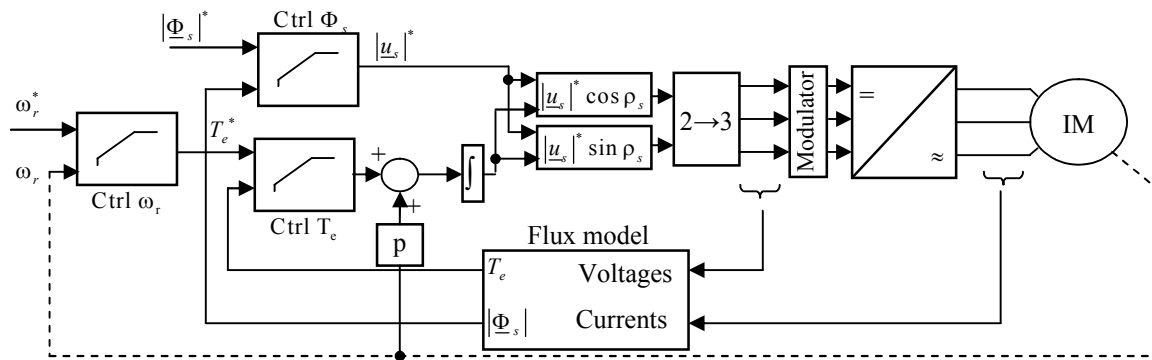 Ctrl Φ_s
|Φ_s|^*
|u_s|^*
ω_r^*
ω_r
Ctrl ω_r
T_e^*
Ctrl T_e
+
+
p
∫
|u_s|^* cos ρ_s
|u_s|^* sin ρ_s
2→3
Modulator
=
≈
IM
Flux model
T_e
Voltages
|Φ_s|
Currents